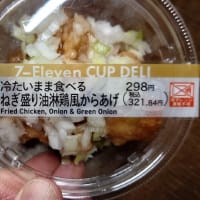 7-Eleven CUP DELI
冷たいまま食べる
ねぎ盛り油淋鶏風からあげ
298円
(税込321.84円)
Fried Chicken, Onion & Green Onion